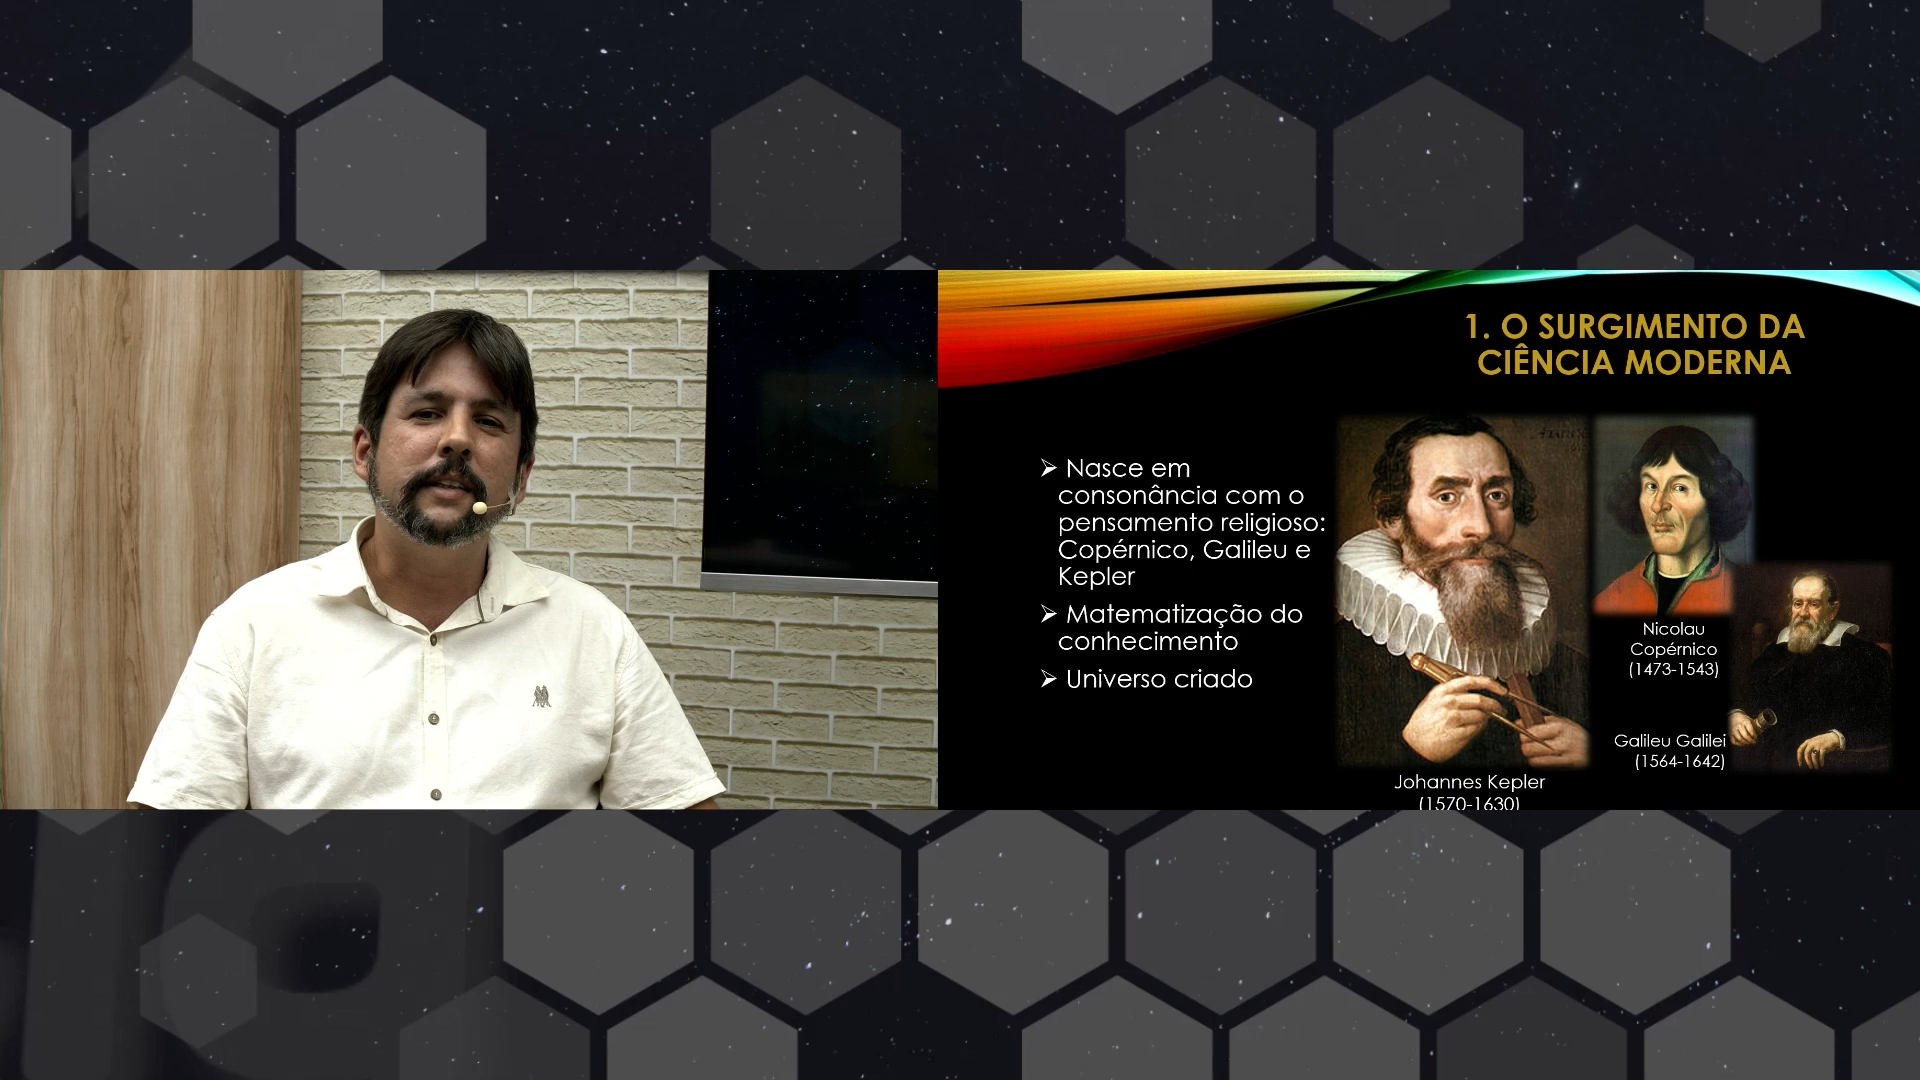 1. O SURGIMENTO DA
CIÊNCIA MODERNA
➢ Nasce em
consonância com o
pensamento religioso:
Copérnico, Galileu e
Kepler
➢ Matematização do
conhecimento
➢ Universo criado
Nicolau
Copérnico
(1473-1543)
Galileu Galilei
(1564-1642)
Johannes Kepler
(1570-1630)